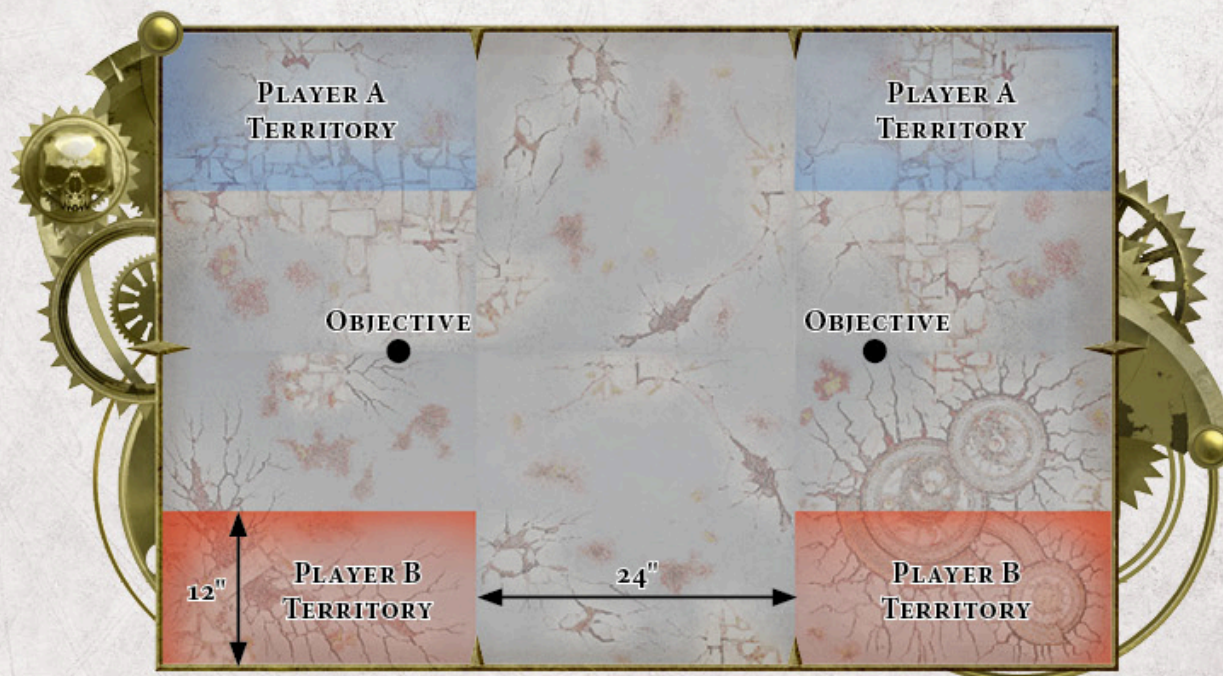 Player A
Territory
Player A
Territory
Objective
Objective
12"
Player B
Territory
24"
Player B
Territory